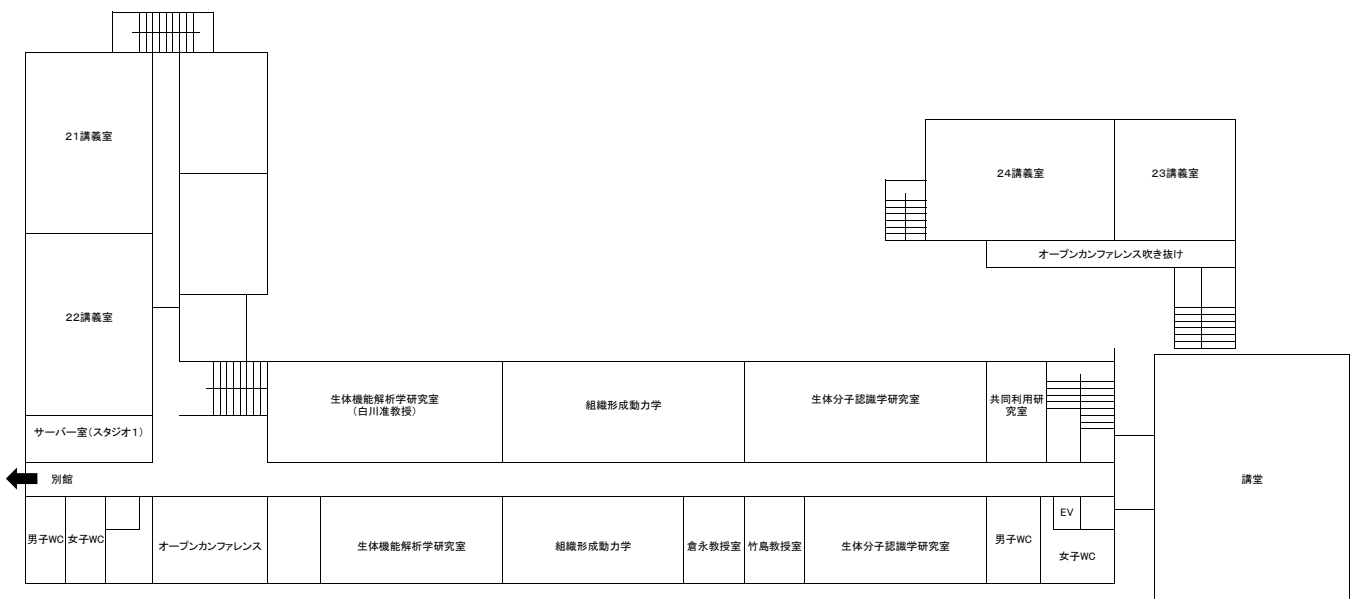 21講義室
24講義室
23講義室
オープンカンファレンス吹き抜け
22講義室
生体機能解析学研究室
(白川准教授)
組織形成動力学
生体分子認識学研究室
共同利用研
究室
サーバー室(スタジオ1)
別館
講堂
男子WC
女子WC
オープンカンファレンス
生体機能解析学研究室
組織形成動力学
倉永教授室
竹島教授室
生体分子認識学研究室
男子WC
EV
女子WC